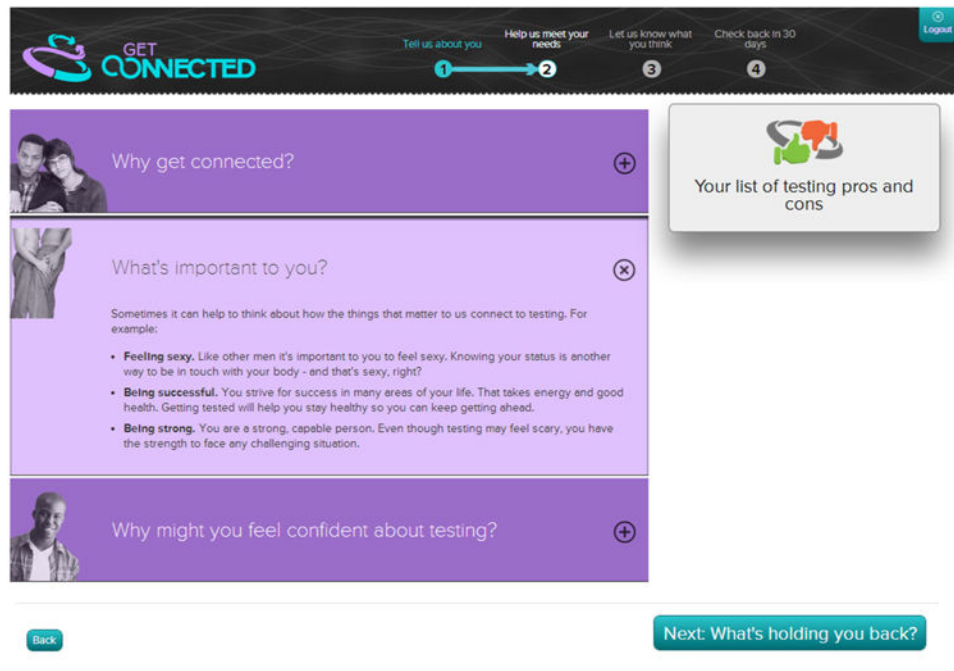 GET
CONNECTED
Tell us about you
Help us meet your
needs
Let us know what
you think
Check back in 30
days
1
2
3
4
Logout
Why get connected?
Your list of testing pros and
cons
What's important to you?
Sometimes it can help to think about how the things that matter to us connect to testing. For
example:
• Feeling sexy. Like other men it's important to you to feel sexy. Knowing your status is another
way to be in touch with your body - and that's sexy, right?
• Being successful. You strive for success in many areas of your life. That takes energy and good
health. Getting tested will help you stay healthy so you can keep getting ahead.
• Being strong. You are a strong, capable person. Even though testing may feel scary, you have
the strength to face any challenging situation.
Why might you feel confident about testing?
Back
Next: What's holding you back?